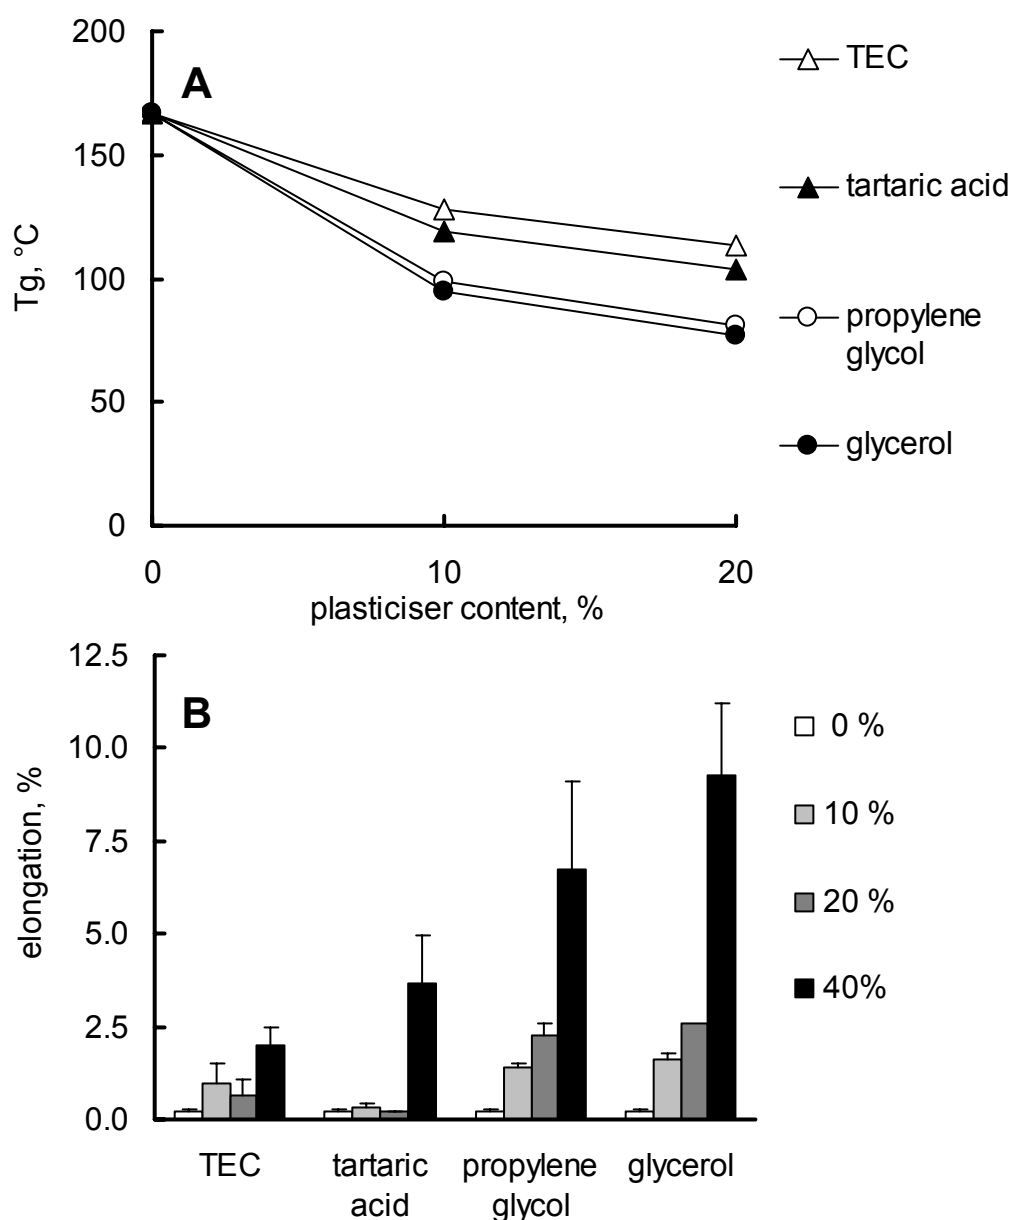 200
150
100
50
0
Tg, °C
A
0
10
20
plasticiser content, %
TEC
tartaric acid
propylene
glycol
glycerol
12.5
10.0
7.5
5.0
2.5
0.0
elongation, %
B
TEC
tartaric
acid
propylene
glycol
glycerol
0 %
10 %
20 %
40%